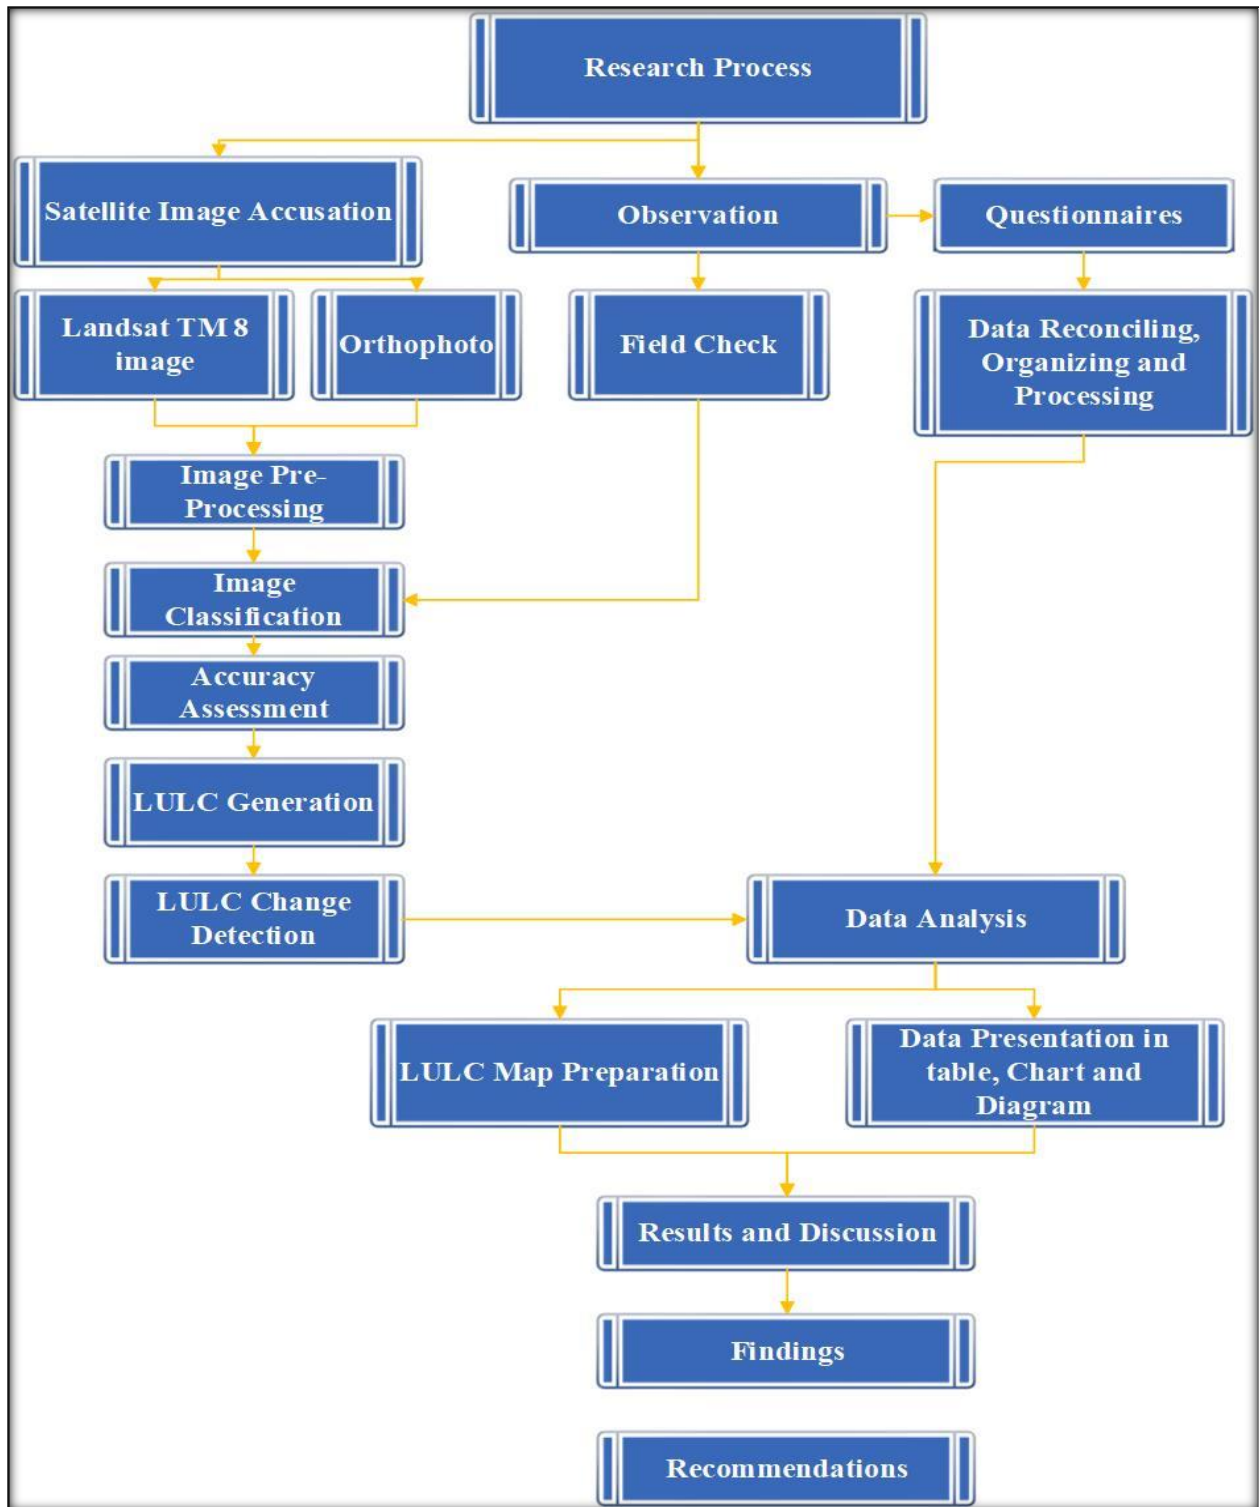 Research Process
Satellite Image Accusation
Observation
Questionnaires
Landsat TM 8
image
Orthophoto
Field Check
Data Reconciling,
Organizing and
Processing
Image Pre-
Processing
Image
Classification
Accuracy
Assessment
LULC Generation
LULC Change
Detection
Data Analysis
LULC Map Preparation
Data Presentation in
table, Chart and
Diagram
Results and Discussion
Findings
Recommendations